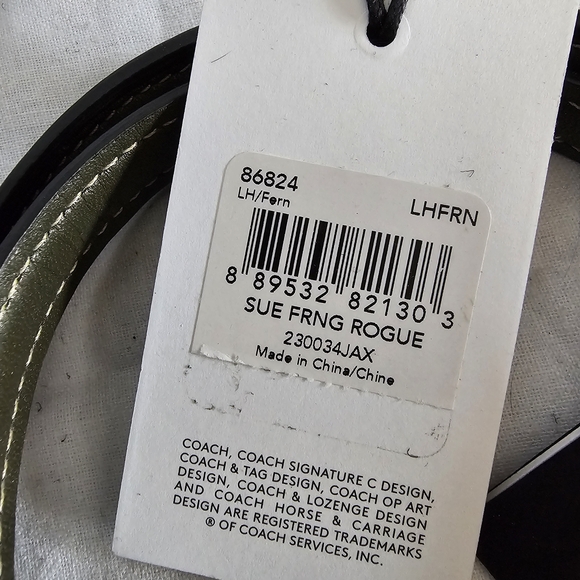 86824
LH/Fern
LHFRN
8 89532 82130 3
SUE FRNG ROGUE
230034JAX
Made in China/Chine
COACH, COACH SIGNATURE C DESIGN,
COACH & TAG DESIGN, COACH OP ART
DESIGN, COACH & LOZENGE DESIGN
AND COACH HORSE & CARRIAGE
DESIGN ARE REGISTERED TRADEMARKS
® OF COACH SERVICES, INC.